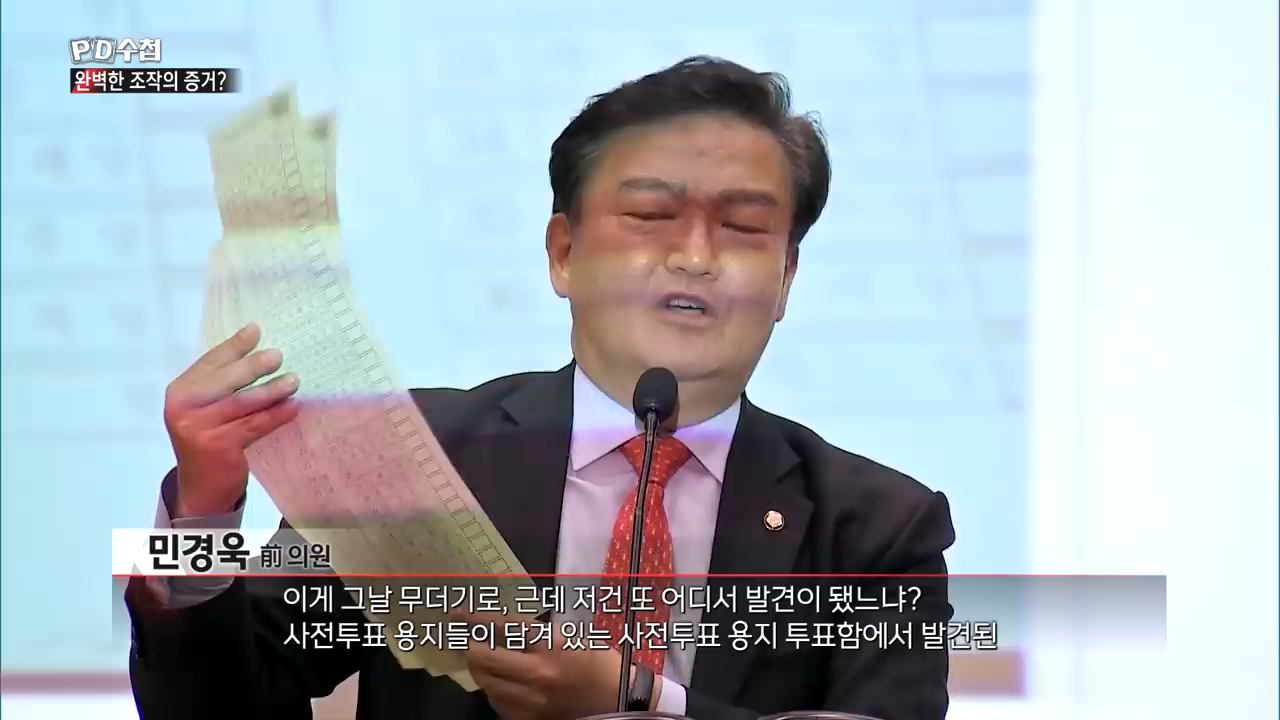 PD수첩
완벽한 조작의 증거?
민경욱 前 의원
이게 그날 무더기로, 근데 저건 또 어디서 발견이 됐느냐?
사전투표 용지들이 담겨 있는 사전투표 용지 투표함에서 발견된